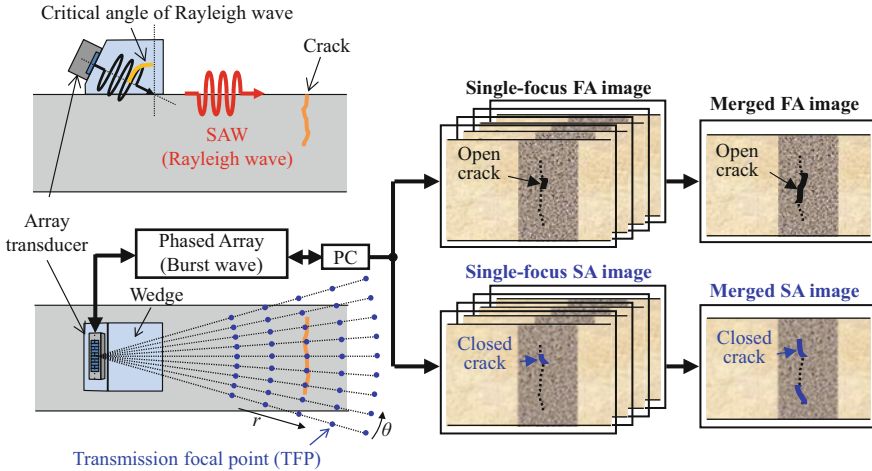 Critical angle of Rayleigh wave
Crack
SAW
(Rayleigh wave)
Array
transducer
Phased Array
(Burst wave)
PC
Wedge
r
θ
Transmission focal point (TFP)
Single-focus FA image
Open
crack
Merged FA image
Open
crack
Single-focus SA image
Closed
crack
Merged SA image
Closed
crack